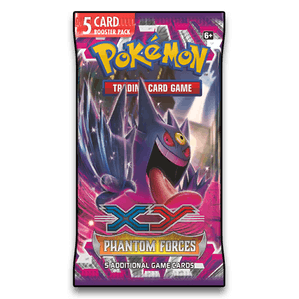 5 CARD
BOOSTER PACK
6+
POKéMON
TRADING CARD GAME
XY
PHANTOM FORCES
5 ADDITIONAL GAME CARDS